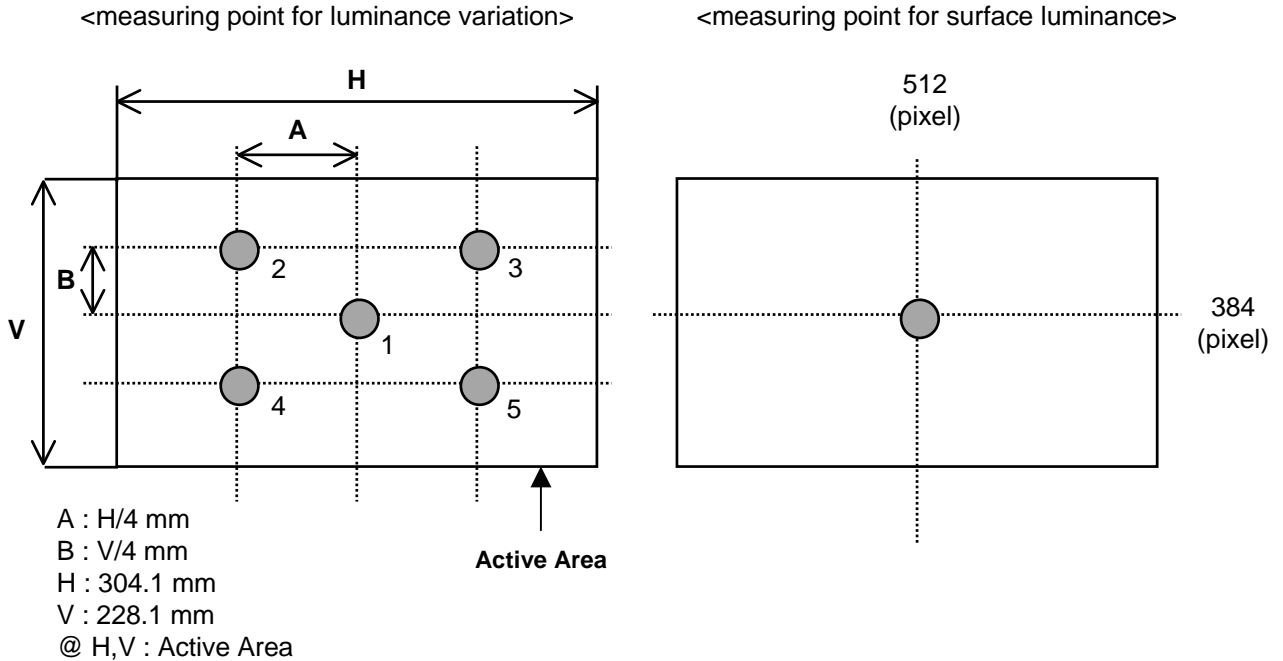 <measuring point for luminance variation>
<measuring point for surface luminance>
H
A
B
V
2
3
1
4
5
Active Area
A : H/4 mm
B : V/4 mm
H : 304.1 mm
V : 228.1 mm
@ H,V : Active Area
512
(pixel)
384
(pixel)